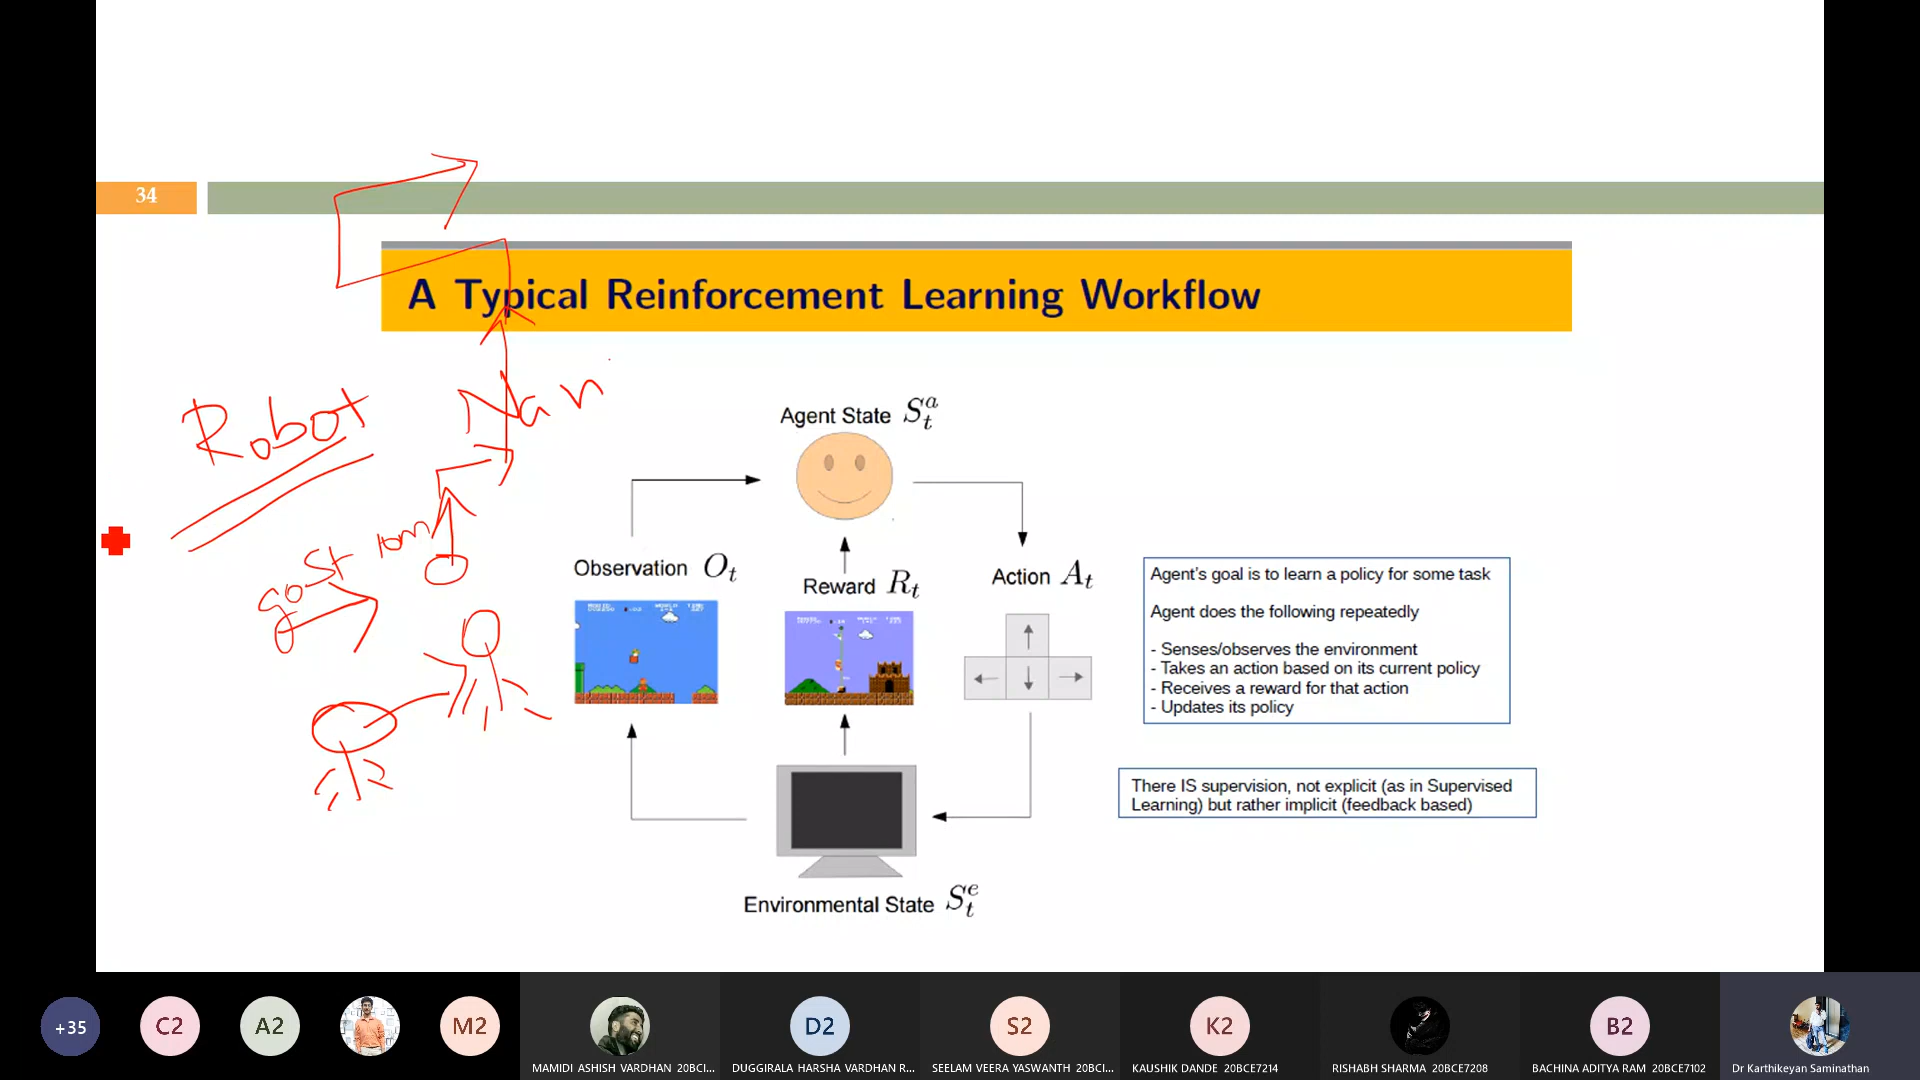 34
A Typical Reinforcement Learning Workflow
Robot
Nan
go St 10m
Agent State S_t^a
Observation O_t
Reward R_t
Action A_t
Agent's goal is to learn a policy for some task
Agent does the following repeatedly
- Senses/observes the environment
- Takes an action based on its current policy
- Receives a reward for that action
- Updates its policy
There IS supervision, not explicit (as in Supervised
Learning) but rather implicit (feedback based)
Environmental State S_t^e
+35
C2
A2
M2
D2
S2
K2
B2
MAMIDI ASHISH VARDHAN 20BCI...
DUGGIRALA HARSHA VARDHAN R...
SEELAM VEERA YASWANTH 20BCI...
KAUSHIK DANDE 20BCE7214
RISHABH SHARMA 20BCE7208
BACHINA ADITYA RAM 20BCE7102
Dr Karthikeyan Saminathan